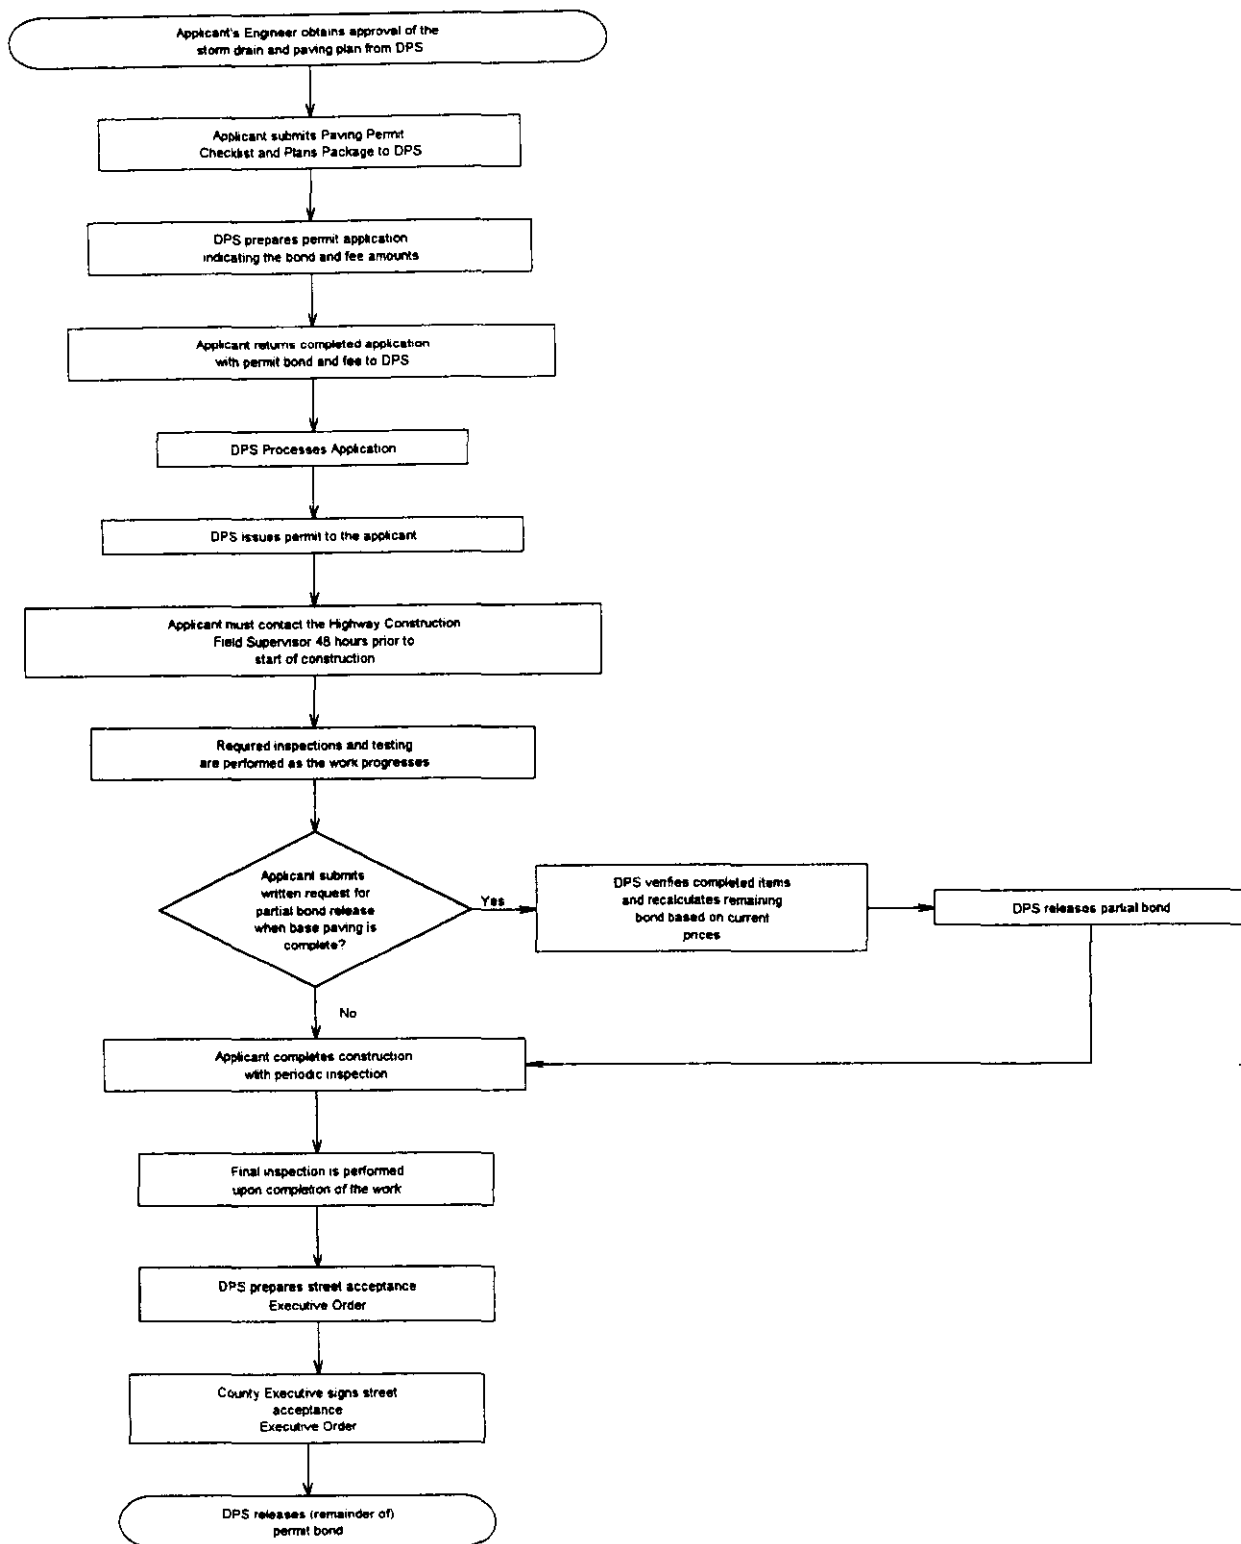 Applicant's Engineer obtains approval of the
storm drain and paving plan from DPS
Applicant submits Paving Permit
Checklist and Plans Package to DPS
DPS prepares permit application
indicating the bond and fee amounts
Applicant returns completed application
with permit bond and fee to DPS
DPS Processes Application
DPS issues permit to the applicant
Applicant must contact the Highway Construction
Field Supervisor 48 hours prior to
start of construction
Required inspections and testing
are performed as the work progresses
Applicant submits
written request for
partial bond release
when base paving is
complete?
Yes
DPS verifies completed items
and recalculates remaining
bond based on current
prices
DPS releases partial bond
No
Applicant completes construction
with periodic inspection
Final inspection is performed
upon completion of the work
DPS prepares street acceptance
Executive Order
County Executive signs street
acceptance
Executive Order
DPS releases (remainder of)
permit bond